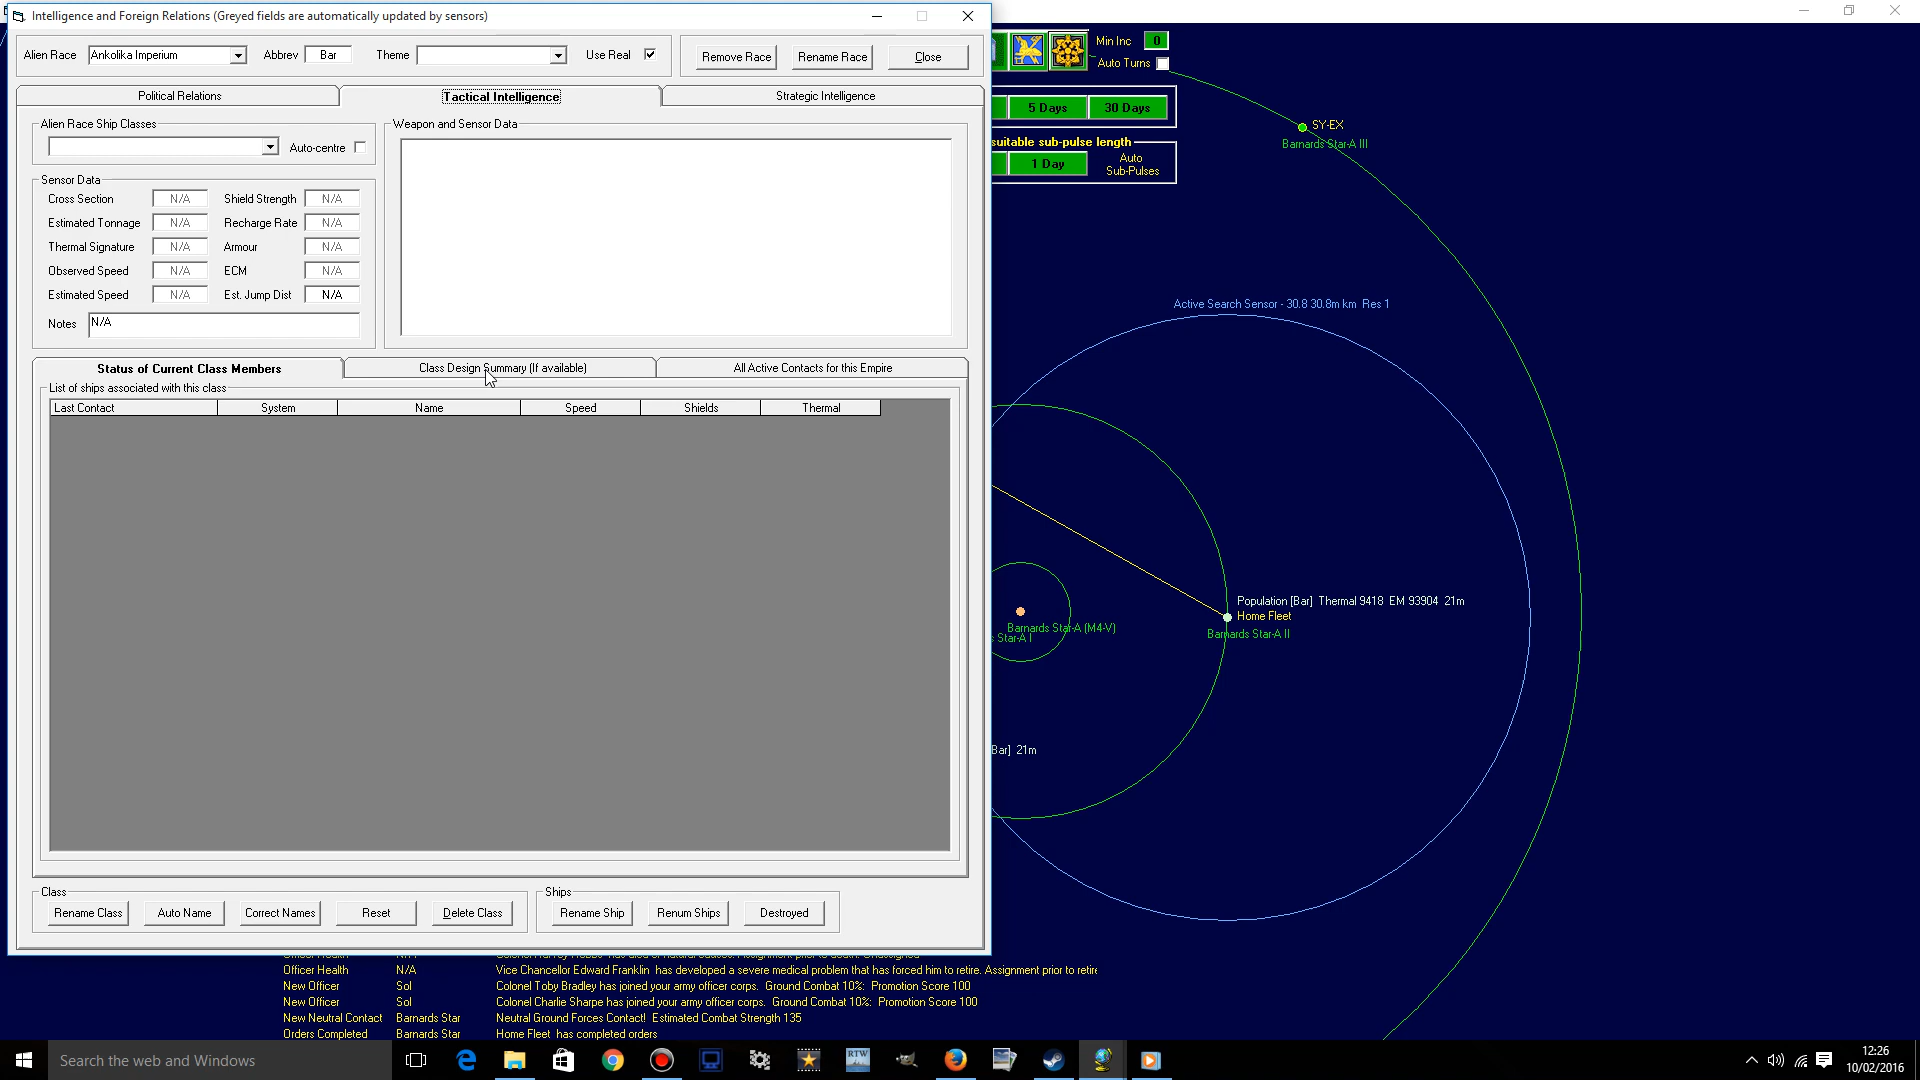 Intelligence and Foreign Relations (Greyed fields are automatically updated by sensors)
Alien Race Ankolika Imperium Abbrev Bar Theme Use Real Remove Race Rename Race Close
Min Inc 0
Auto Turns
Political Relations Tactical Intelligence Strategic Intelligence
5 Days 30 Days
Alien Race Ship Classes
Auto-centre
Weapon and Sensor Data
suitable sub-pulse length
1 Day Auto Sub-Pulses
SY-EX
Barnards Star-A III
Sensor Data
Cross Section N/A Shield Strength N/A
Estimated Tonnage N/A Recharge Rate N/A
Thermal Signature N/A Armour N/A
Observed Speed N/A ECM N/A
Estimated Speed N/A Est. Jump Dist N/A
Notes N/A
Active Search Sensor - 30.8 30.8m km Res 1
Status of Current Class Members Class Design Summary (If available) All Active Contacts for this Empire
List of ships associated with this class
Last Contact System Name Speed Shields Thermal
Population [Bar] Thermal 9418 EM 93904 21m
Home Fleet
Barnards Star-A II
Barnards Star-A (M4-V)
s Star-A I
Bar] 21m
Class
Rename Class Auto Name Correct Names Reset Delete Class
Ships
Rename Ship Renum Ships Destroyed
Officer Health N/A Vice Chancellor Edward Franklin has developed a severe medical problem that has forced him to retire. Assignment prior to retire
New Officer Sol Colonel Toby Bradley has joined your army officer corps. Ground Combat 10%: Promotion Score 100
New Officer Sol Colonel Charlie Sharpe has joined your army officer corps. Ground Combat 10%: Promotion Score 100
New Neutral Contact Barnards Star Neutral Ground Forces Contact! Estimated Combat Strength 135
Orders Completed Barnards Star Home Fleet has completed orders
Search the web and Windows
RTW
12:26
10/02/2016